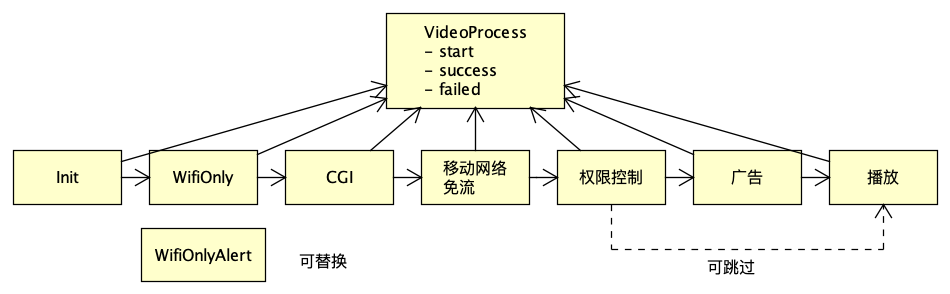 VideoProcess
- start
- success
- failed
Init
WifiOnly
CGI
移动网络
免流
权限控制
广告
播放
WifiOnlyAlert
可替换
可跳过